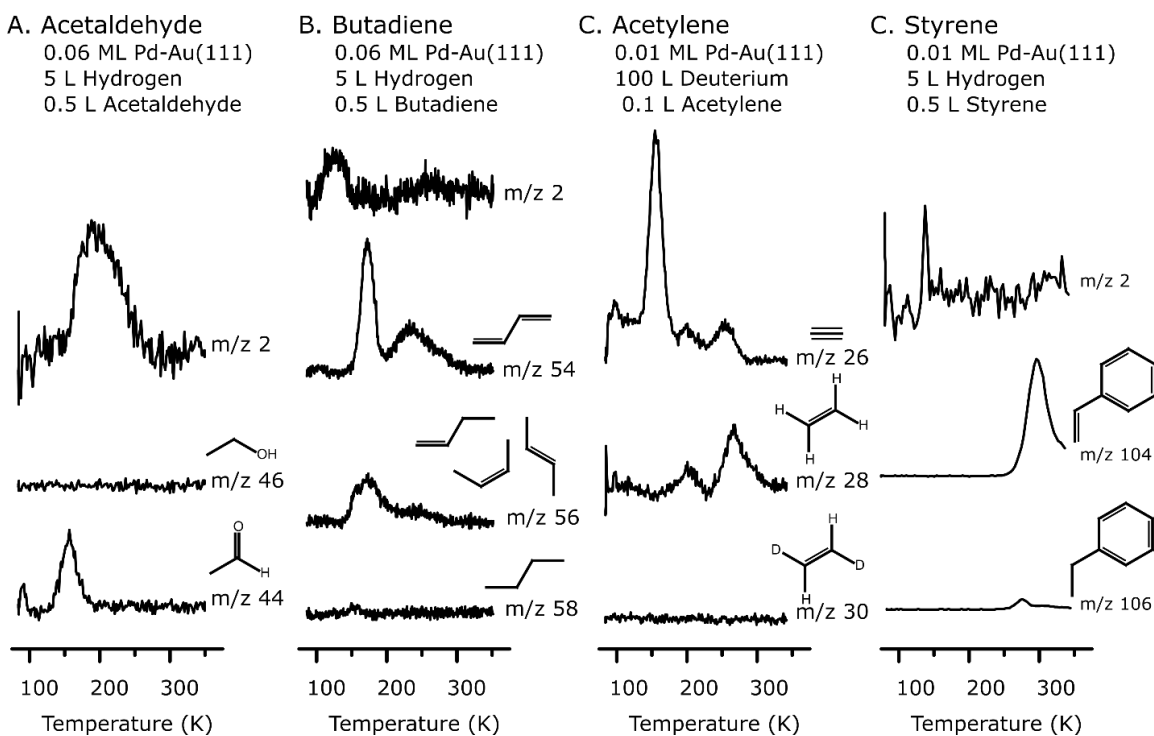 A. Acetaldehyde
0.06 ML Pd-Au(111)
5 L Hydrogen
0.5 L Acetaldehyde
m/z 2
OH
m/z 46
O
H
m/z 44
100 200 300
Temperature (K)
B. Butadiene
0.06 ML Pd-Au(111)
5 L Hydrogen
0.5 L Butadiene
m/z 2
m/z 54
m/z 56
m/z 58
100 200 300
Temperature (K)
C. Acetylene
0.01 ML Pd-Au(111)
100 L Deuterium
0.1 L Acetylene
m/z 26
H H
H H
m/z 28
H
D D
H
m/z 30
100 200 300
Temperature (K)
C. Styrene
0.01 ML Pd-Au(111)
5 L Hydrogen
0.5 L Styrene
m/z 2
m/z 104
m/z 106
100 200 300
Temperature (K)